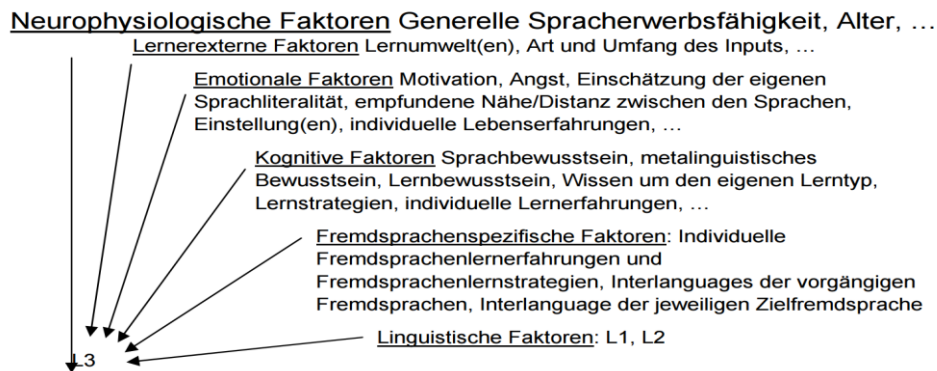 Neurophysiologische Faktoren Generelle Spracherwerbsfähigkeit, Alter, …
Lernerexterne Faktoren Lernumwelt(en), Art und Umfang des Inputs, …
Emotionale Faktoren Motivation, Angst, Einschätzung der eigenen
Sprachliteralität, empfundene Nähe/Distanz zwischen den Sprachen,
Einstellung(en), individuelle Lebenserfahrungen, …
Kognitive Faktoren Sprachbewusstsein, metalinguistisches
Bewusstsein, Lernbewusstsein, Wissen um den eigenen Lerntyp,
Lernstrategien, individuelle Lernerfahrungen, …
Fremdsprachenspezifische Faktoren: Individuelle
Fremdsprachenlernerfahrungen und
Fremdsprachenlernstrategien, Interlanguages der vorgängigen
Fremdsprachen, Interlanguage der jeweiligen Zielfremdsprache
Linguistische Faktoren: L1, L2
L3